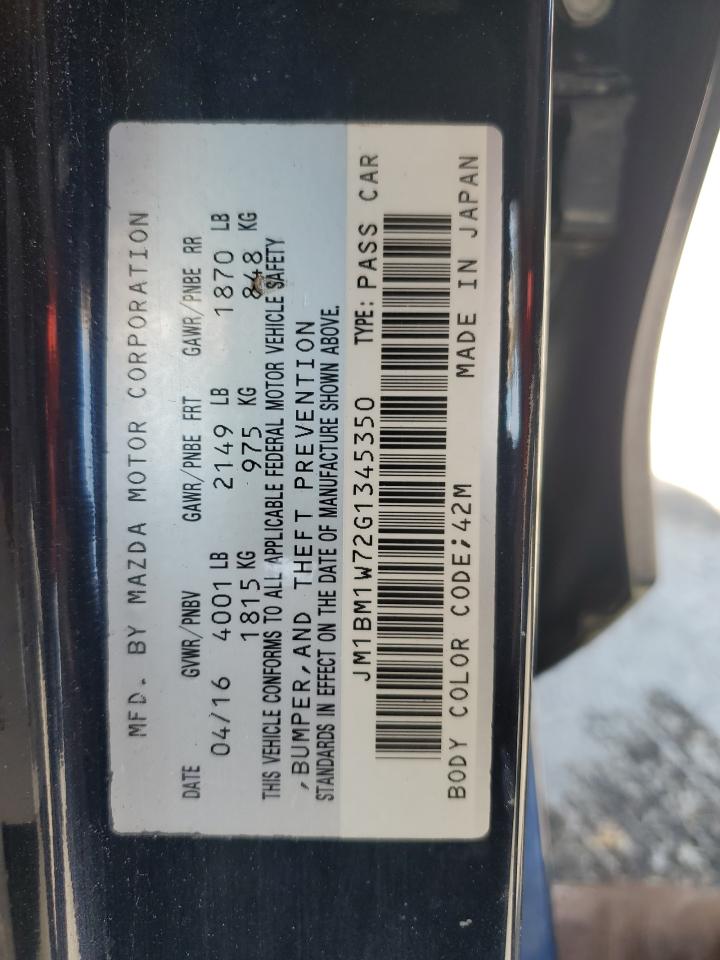 MFD. BY MAZDA MOTOR CORPORATION
DATE GVWR/PNBV GAWR/PNBE FRT GAWR/PNBE RR
04/16 4001 LB 2149 LB 1870 LB
1815 KG 975 KG 848 KG
THIS VEHICLE CONFORMS TO ALL APPLICABLE FEDERAL MOTOR VEHICLE SAFETY
,BUMPER,AND THEFT PREVENTION
STANDARDS IN EFFECT ON THE DATE OF MANUFACTURE SHOWN ABOVE.
JM1BM1W72G1345350 TYPE: PASS CAR
BODY COLOR CODE;42M MADE IN JAPAN